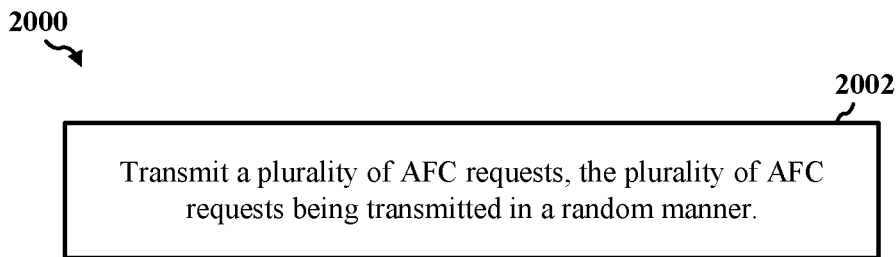 2000
2002
Transmit a plurality of AFC requests, the plurality of AFC
requests being transmitted in a random manner.